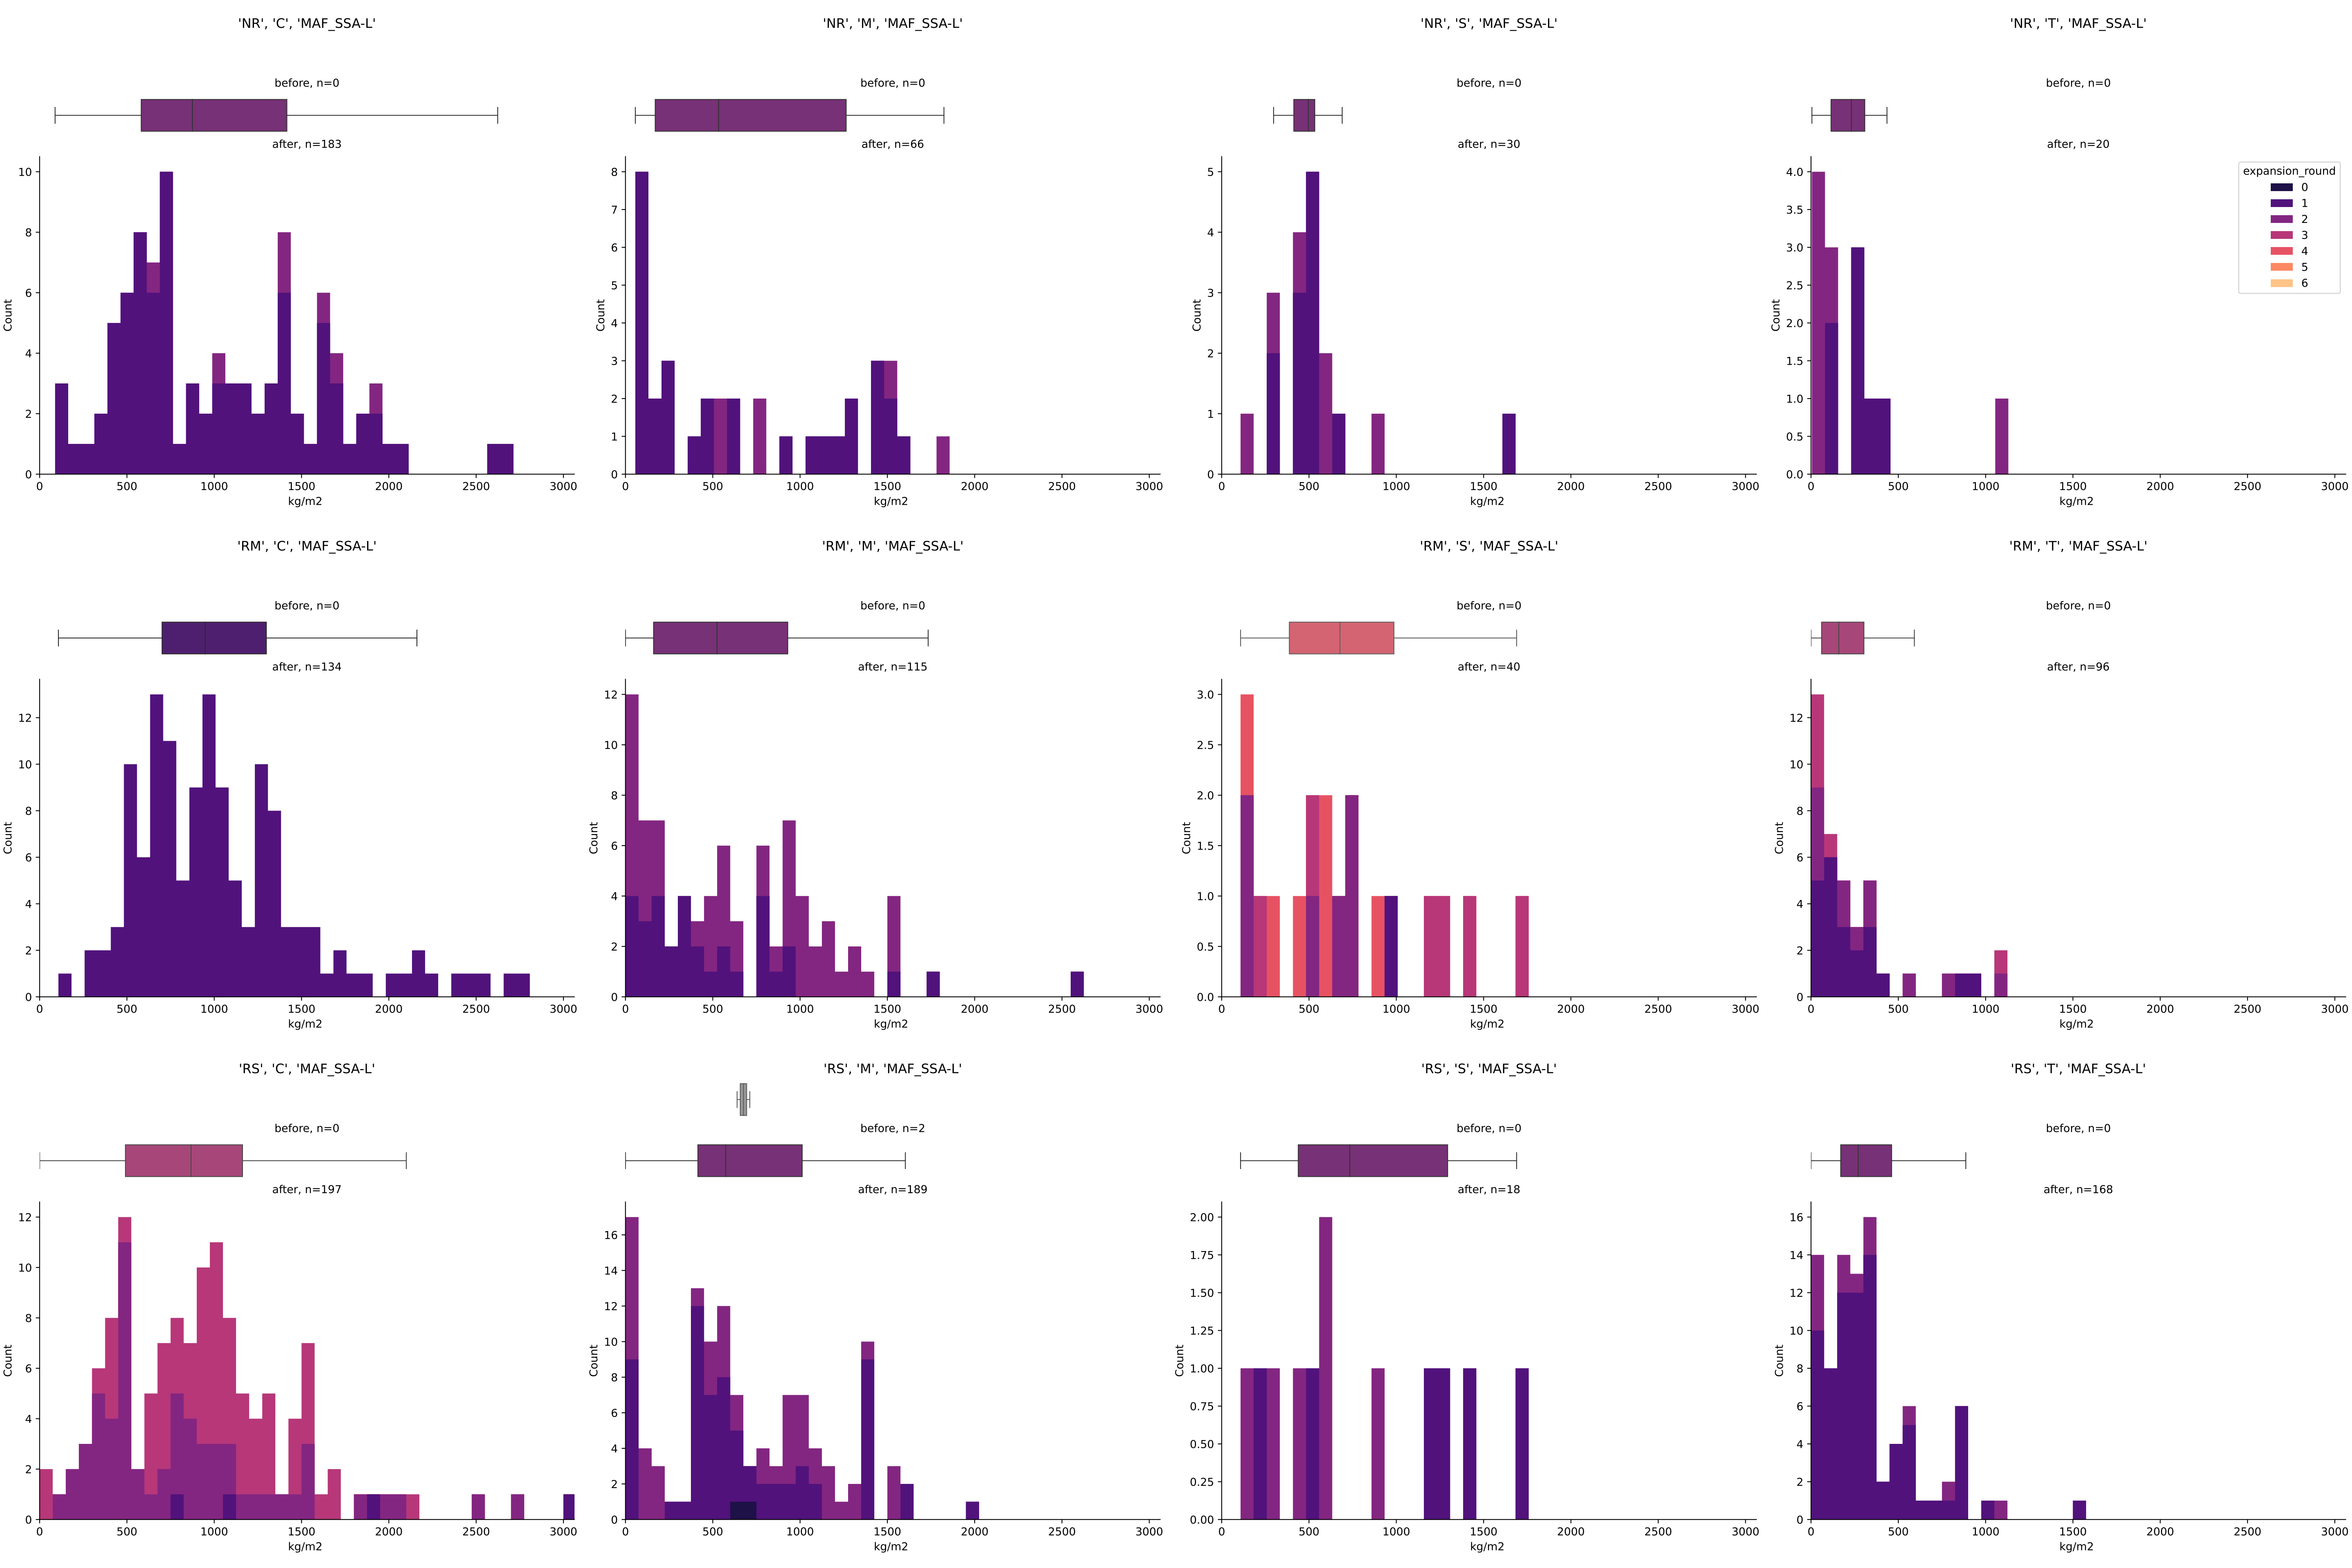 'NR', 'C', 'MAF_SSA-L'
before, n=0
after, n=183
10
8
6
4
2
0
Count
0 500 1000 1500 2000 2500 3000
kg/m2
'NR', 'M', 'MAF_SSA-L'
before, n=0
after, n=66
8
7
6
5
4
3
2
1
0
Count
0 500 1000 1500 2000 2500 3000
kg/m2
'NR', 'S', 'MAF_SSA-L'
before, n=0
after, n=30
5
4
3
2
1
0
Count
0 500 1000 1500 2000 2500 3000
kg/m2
'NR', 'T', 'MAF_SSA-L'
before, n=0
after, n=20
4.0
3.5
3.0
2.5
2.0
1.5
1.0
0.5
0.0
Count
expansion_round
0
1
2
3
4
5
6
0 500 1000 1500 2000 2500 3000
kg/m2
'RM', 'C', 'MAF_SSA-L'
before, n=0
after, n=134
12
10
8
6
4
2
0
Count
0 500 1000 1500 2000 2500 3000
kg/m2
'RM', 'M', 'MAF_SSA-L'
before, n=0
after, n=115
12
10
8
6
4
2
0
Count
0 500 1000 1500 2000 2500 3000
kg/m2
'RM', 'S', 'MAF_SSA-L'
before, n=0
after, n=40
3.0
2.5
2.0
1.5
1.0
0.5
0.0
Count
0 500 1000 1500 2000 2500 3000
kg/m2
'RM', 'T', 'MAF_SSA-L'
before, n=0
after, n=96
12
10
8
6
4
2
0
Count
0 500 1000 1500 2000 2500 3000
kg/m2
'RS', 'C', 'MAF_SSA-L'
before, n=0
after, n=197
12
10
8
6
4
2
0
Count
0 500 1000 1500 2000 2500 3000
kg/m2
'RS', 'M', 'MAF_SSA-L'
before, n=2
after, n=189
16
14
12
10
8
6
4
2
0
Count
0 500 1000 1500 2000 2500 3000
kg/m2
'RS', 'S', 'MAF_SSA-L'
before, n=0
after, n=18
2.00
1.75
1.50
1.25
1.00
0.75
0.50
0.25
0.00
Count
0 500 1000 1500 2000 2500 3000
kg/m2
'RS', 'T', 'MAF_SSA-L'
before, n=0
after, n=168
16
14
12
10
8
6
4
2
0
Count
0 500 1000 1500 2000 2500 3000
kg/m2